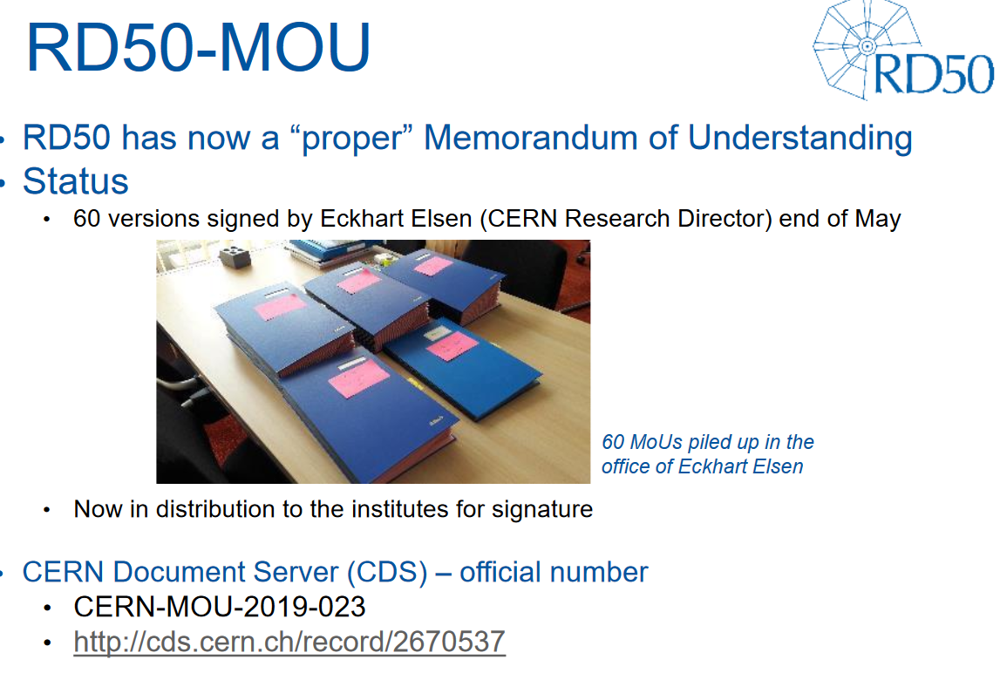 RD50-MOU
RD50
• RD50 has now a “proper” Memorandum of Understanding
• Status
• 60 versions signed by Eckhart Elsen (CERN Research Director) end of May
60 MoUs piled up in the
office of Eckhart Elsen
• Now in distribution to the institutes for signature
• CERN Document Server (CDS) – official number
• CERN-MOU-2019-023
• http://cds.cern.ch/record/2670537